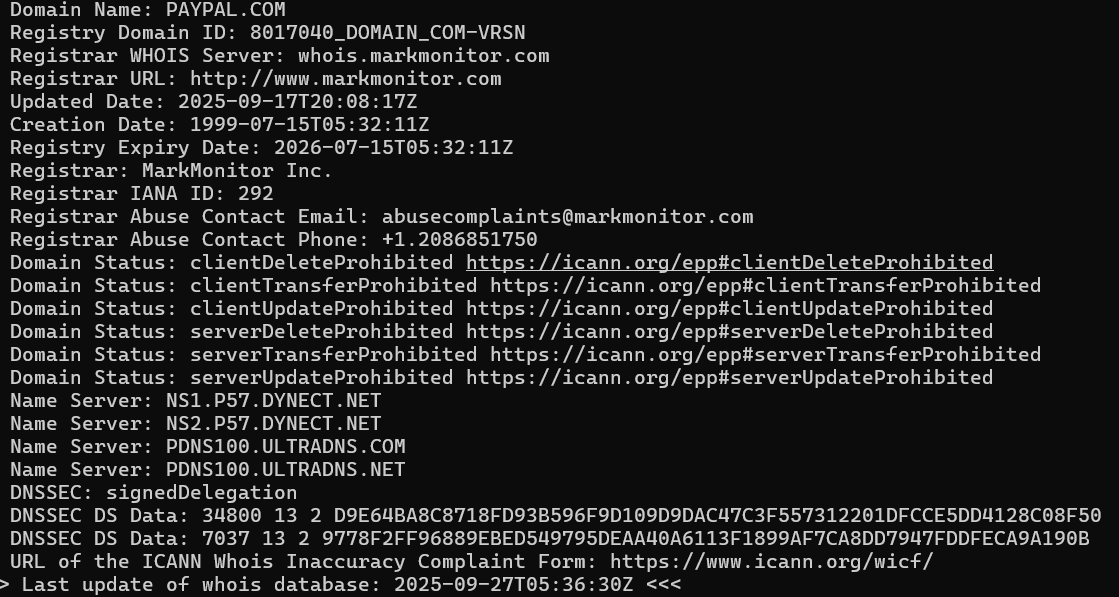 Domain Name: PAYPAL.COM
Registry Domain ID: 8017040_DOMAIN_COM-VRSN
Registrar WHOIS Server: whois.markmonitor.com
Registrar URL: http://www.markmonitor.com
Updated Date: 2025-09-17T20:08:17Z
Creation Date: 1999-07-15T05:32:11Z
Registry Expiry Date: 2026-07-15T05:32:11Z
Registrar: MarkMonitor Inc.
Registrar IANA ID: 292
Registrar Abuse Contact Email: abusecomplaints@markmonitor.com
Registrar Abuse Contact Phone: +1.2086851750
Domain Status: clientDeleteProhibited https://icann.org/epp#clientDeleteProhibited
Domain Status: clientTransferProhibited https://icann.org/epp#clientTransferProhibited
Domain Status: clientUpdateProhibited https://icann.org/epp#clientUpdateProhibited
Domain Status: serverDeleteProhibited https://icann.org/epp#serverDeleteProhibited
Domain Status: serverTransferProhibited https://icann.org/epp#serverTransferProhibited
Domain Status: serverUpdateProhibited https://icann.org/epp#serverUpdateProhibited
Name Server: NS1.P57.DYNECT.NET
Name Server: NS2.P57.DYNECT.NET
Name Server: PDNS100.ULTRADNS.COM
Name Server: PDNS100.ULTRADNS.NET
DNSSEC: signedDelegation
DNSSEC DS Data: 34800 13 2 D9E64BA8C8718FD93B596F9D109D9DAC47C3F557312201DFCCE5DD4128C08F50
DNSSEC DS Data: 7037 13 2 9778F2FF96889EBED549795DEAA40A6113F1899AF7CA8DD7947FDDFECA9A190B
URL of the ICANN Whois Inaccuracy Complaint Form: https://www.icann.org/wicf/
> Last update of whois database: 2025-09-27T05:36:30Z <<<